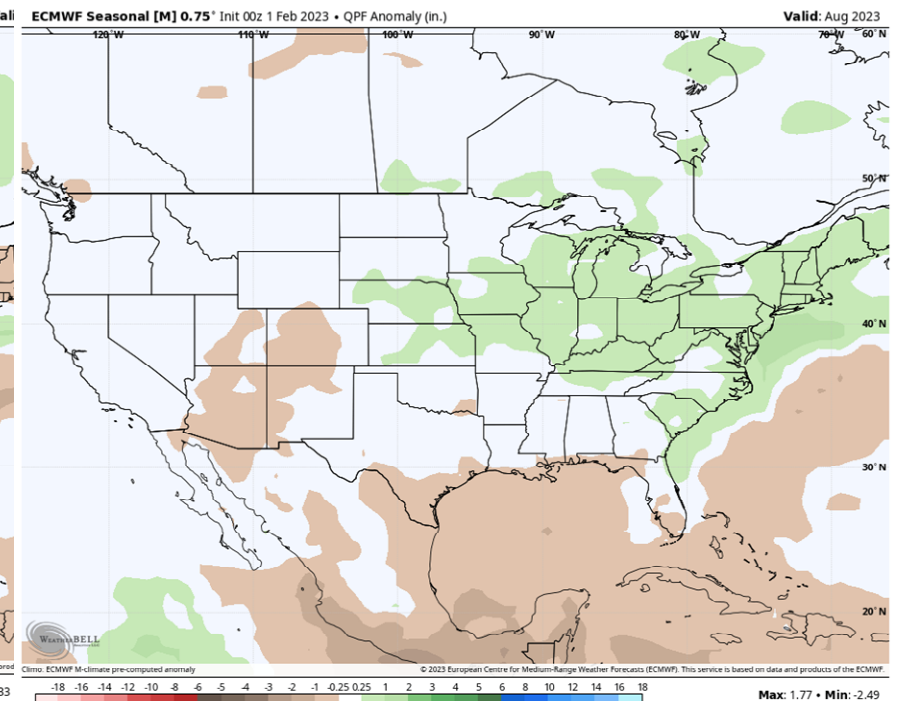 ali
ECMWF Seasonal [M] 0.75° Init 00z 1 Feb 2023 • QPF Anomaly (in.)
Valid: Aug 2023
120°W 110°W 100°W 90°W 80°W 70°W 60°N
50°N
40°N
30°N
20°N
WEATHERBELL
prod
Climo: ECMWF M-climate pre-computed anomaly
© 2023 European Centre for Medium-Range Weather Forecasts (ECMWF). This service is based on data and products of the ECMWF.
33
-18 -16 -14 -12 -10 -8 -6 -5 -4 -3 -2 -1 -0.25 0.25 1 2 3 4 5 6 8 10 12 14 16 18
Max: 1.77 • Min: -2.49